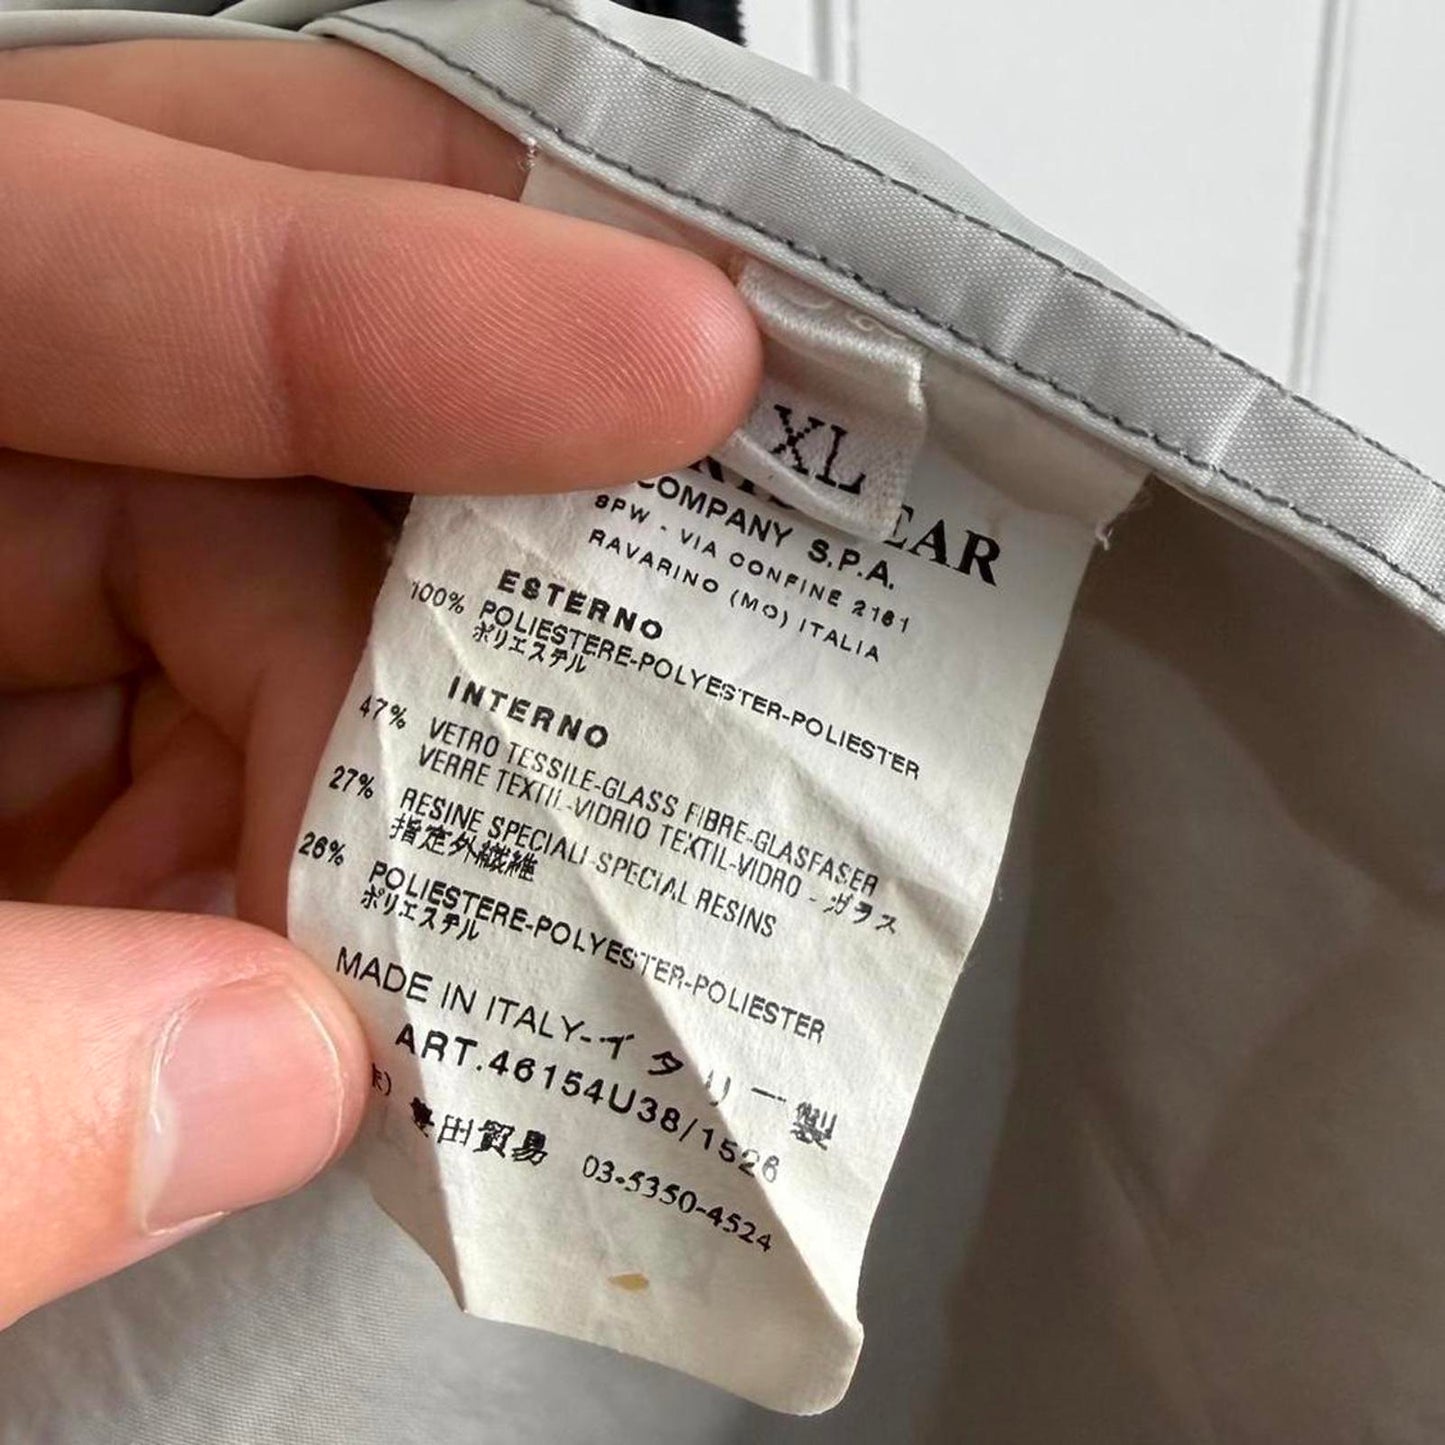 XL
EAR
COMPANY S.P.A.
SPW - VIA CONFINE 2161
RAVARINO (MO) ITALIA
ESTERNO
100% POLIESTERE-POLYESTER-POLIESTER
ポリエステル
INTERNO
47% VETRO TESSILE-GLASS FIBRE-GLASFASER
VERRE TEXTIL-VIDRIO TEXTIL-VIDRO - ガラス
27% RESINE SPECIALI-SPECIAL RESINS
指定外繊維
26% POLIESTERE-POLYESTER-POLIESTER
ポリエステル
MADE IN ITALY-イタリー製
ART.46154U38/1526
豊田貿易 03-5350-4524